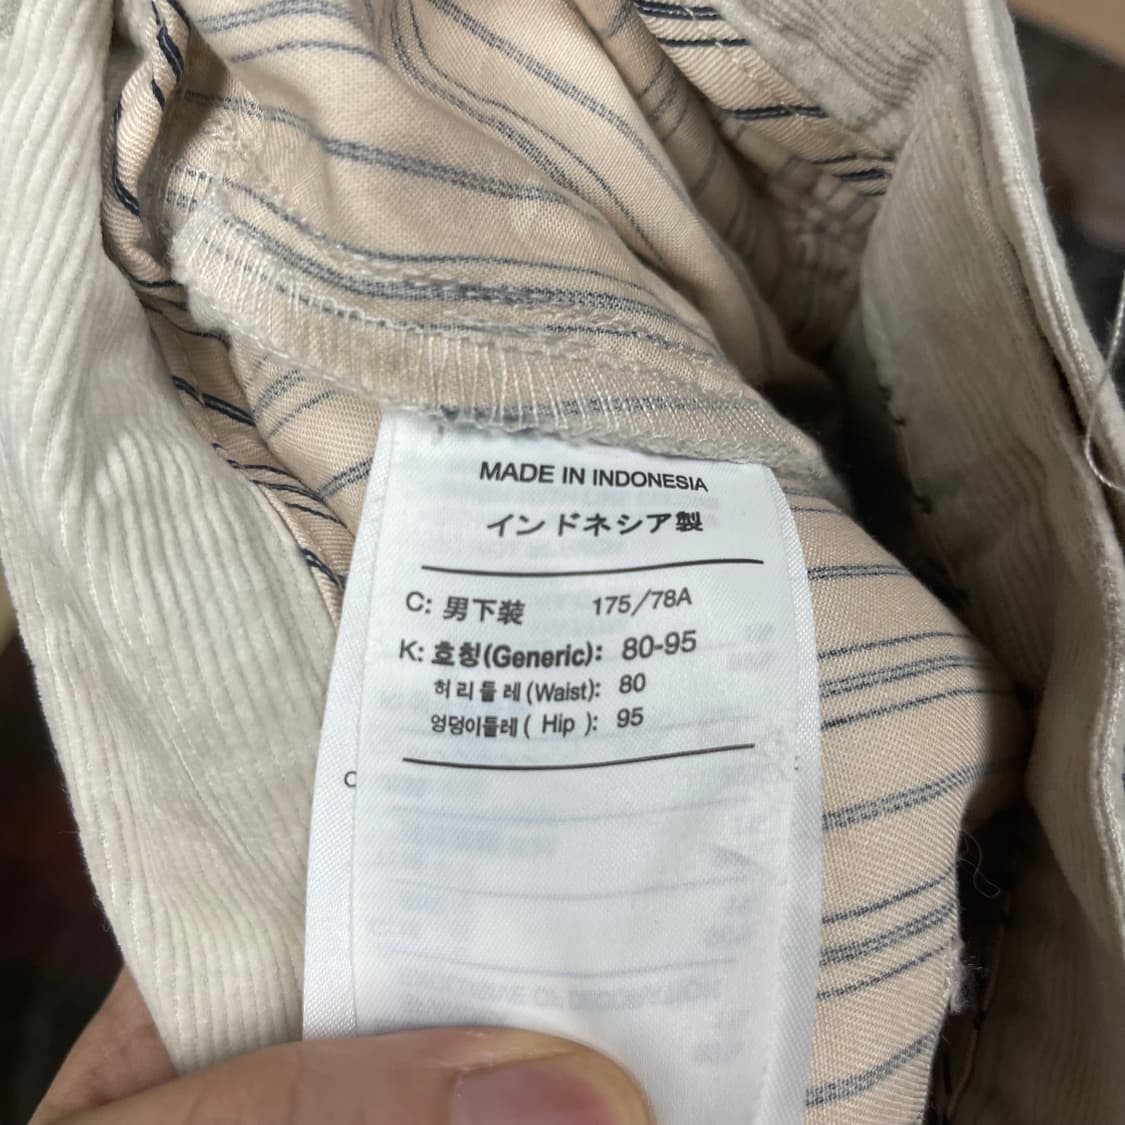 MADE IN INDONESIA
インドネシア製
C: 男下装 175/78A
K: 호칭(Generic): 80-95
허리둘레(Waist): 80
엉덩이둘레( Hip ): 95